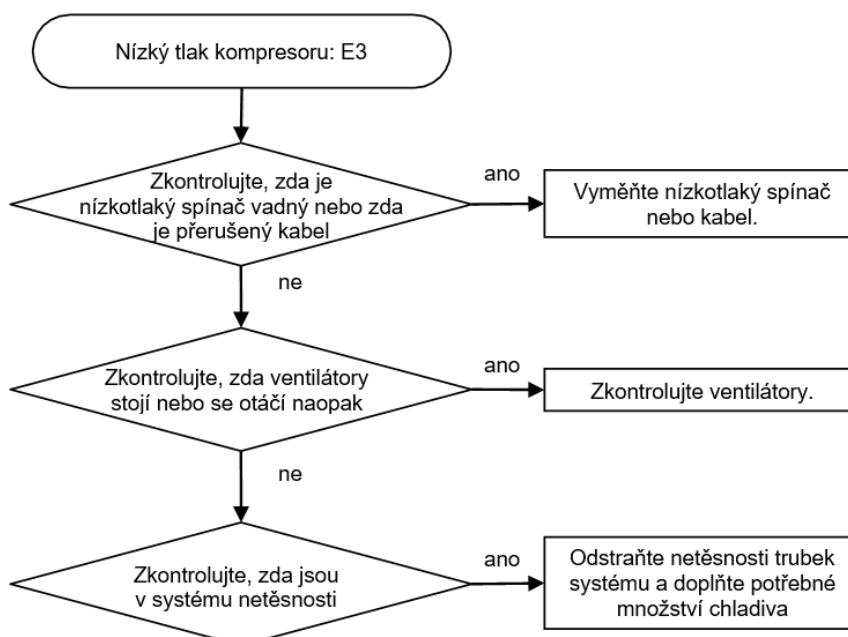 Nízký tlak kompresoru: E3
Zkontrolujte, zda je
nízkotlaký spínač vadný nebo zda
je přerušený kabel
ano
Vyměňte nízkotlaký spínač
nebo kabel.
ne
Zkontrolujte, zda ventilátory
stojí nebo se otáčí naopak
ano
Zkontrolujte ventilátory.
ne
Zkontrolujte, zda jsou
v systému netěsnosti
ano
Odstraňte netěsnosti trubek
systému a doplňte potřebné
množství chladiva